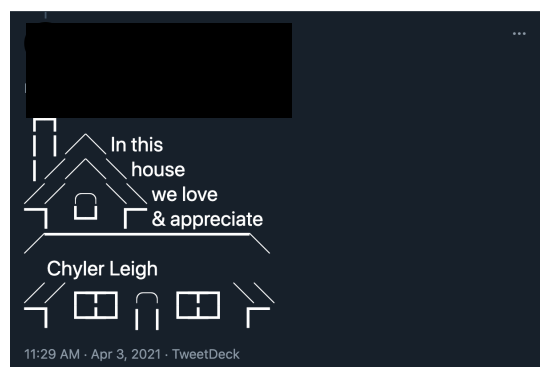 In this
house
we love
& appreciate
Chyler Leigh
11:29 AM · Apr 3, 2021 · TweetDeck